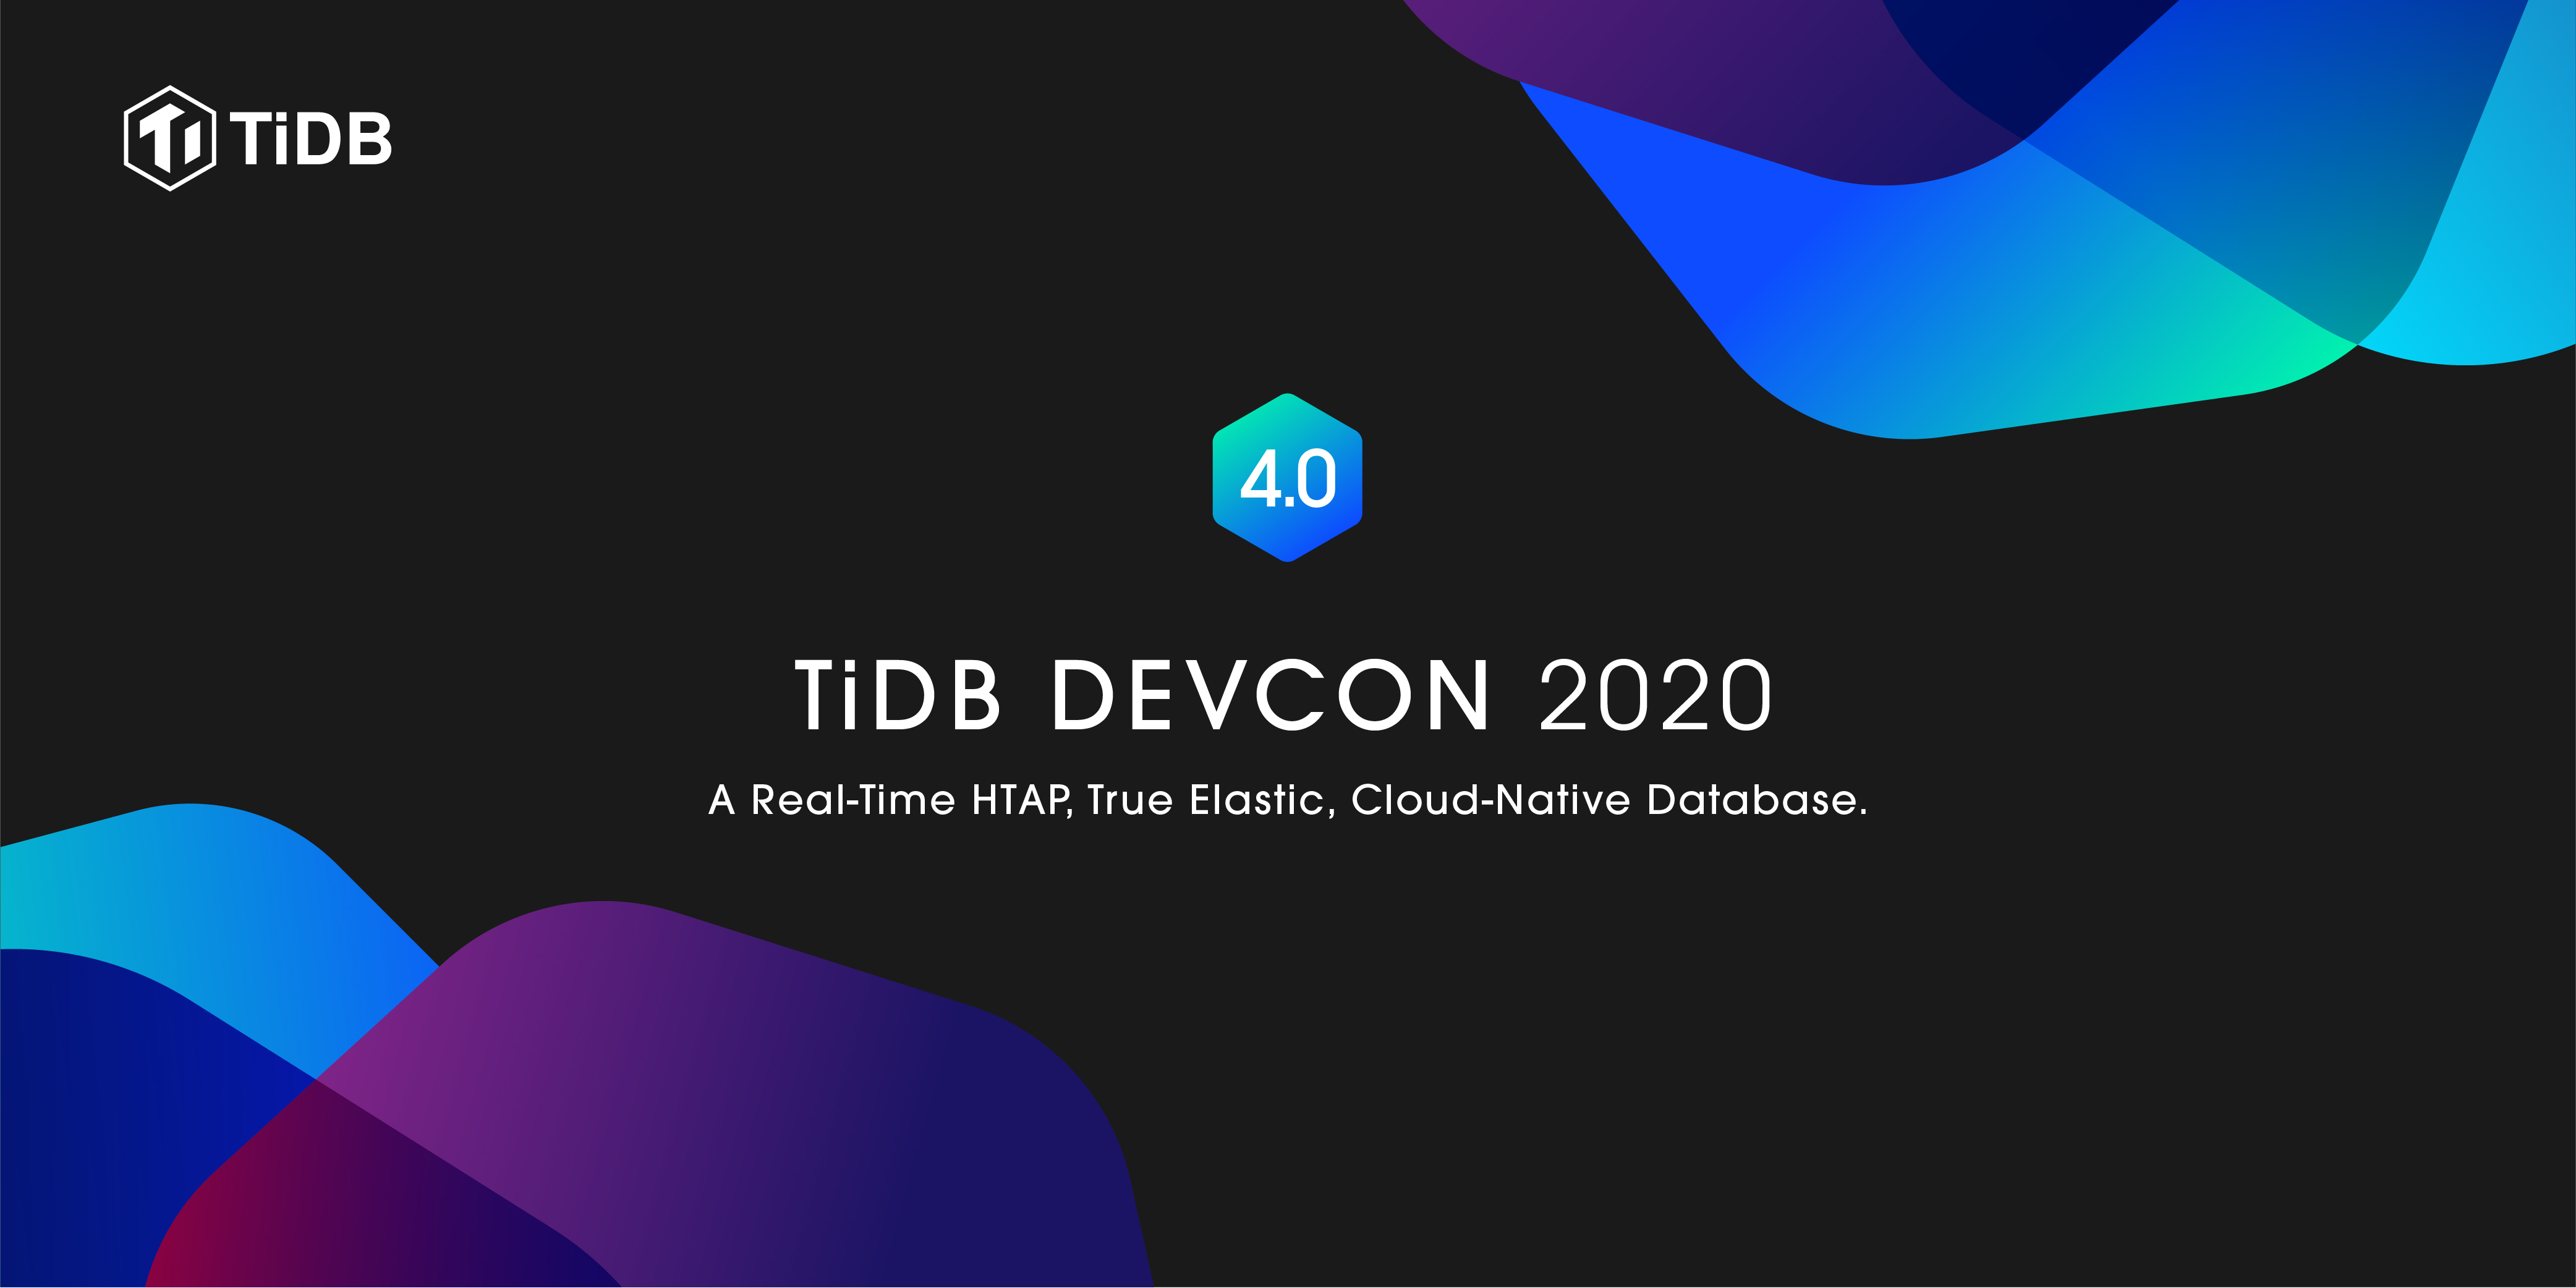 TiDB
4.0
TiDB DEVCON 2020
A Real-Time HTAP, True Elastic, Cloud-Native Database.